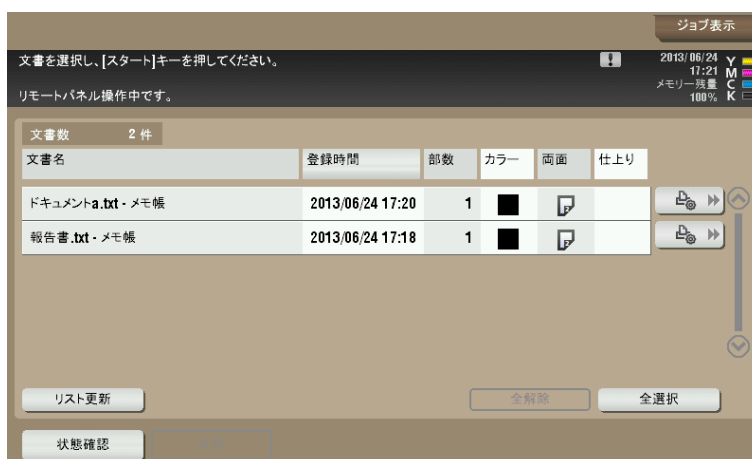 ジョブ表示
文書を選択し、[スタート]キーを押してください。
2013/06/24
17:21
メモリー残量
100%
Y
M
C
K
リモートパネル操作中です。
文書数 2 件
文書名 登録時間 部数 カラー 両面 仕上り
ドキュメントa.txt - メモ帳 2013/06/24 17:20 1
報告書.txt - メモ帳 2013/06/24 17:18 1
リスト更新 全解除 全選択
状態確認